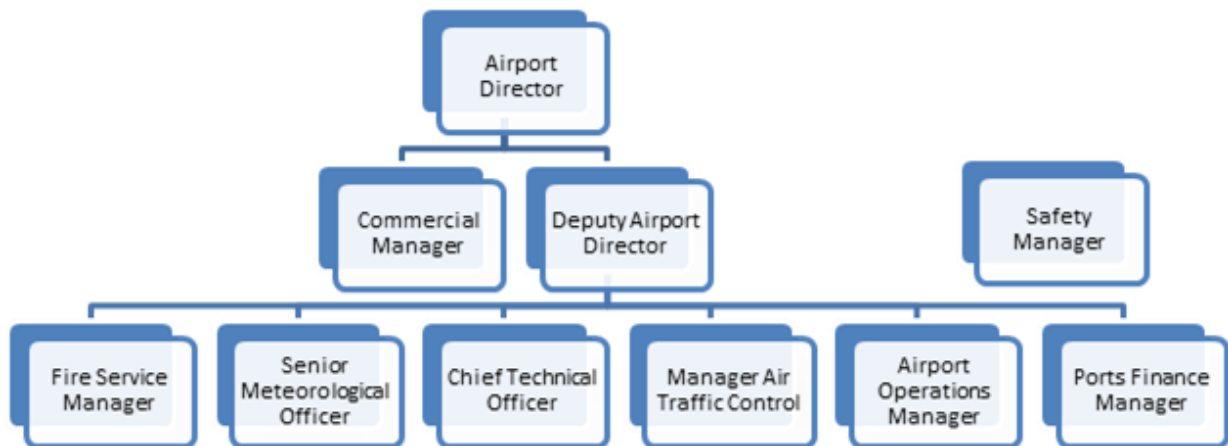 Airport
Director
Commercial
Manager
Deputy Airport
Director
Safety
Manager
Fire Service
Manager
Senior
Meteorological
Officer
Chief Technical
Officer
Manager Air
Traffic Control
Airport
Operations
Manager
Ports Finance
Manager